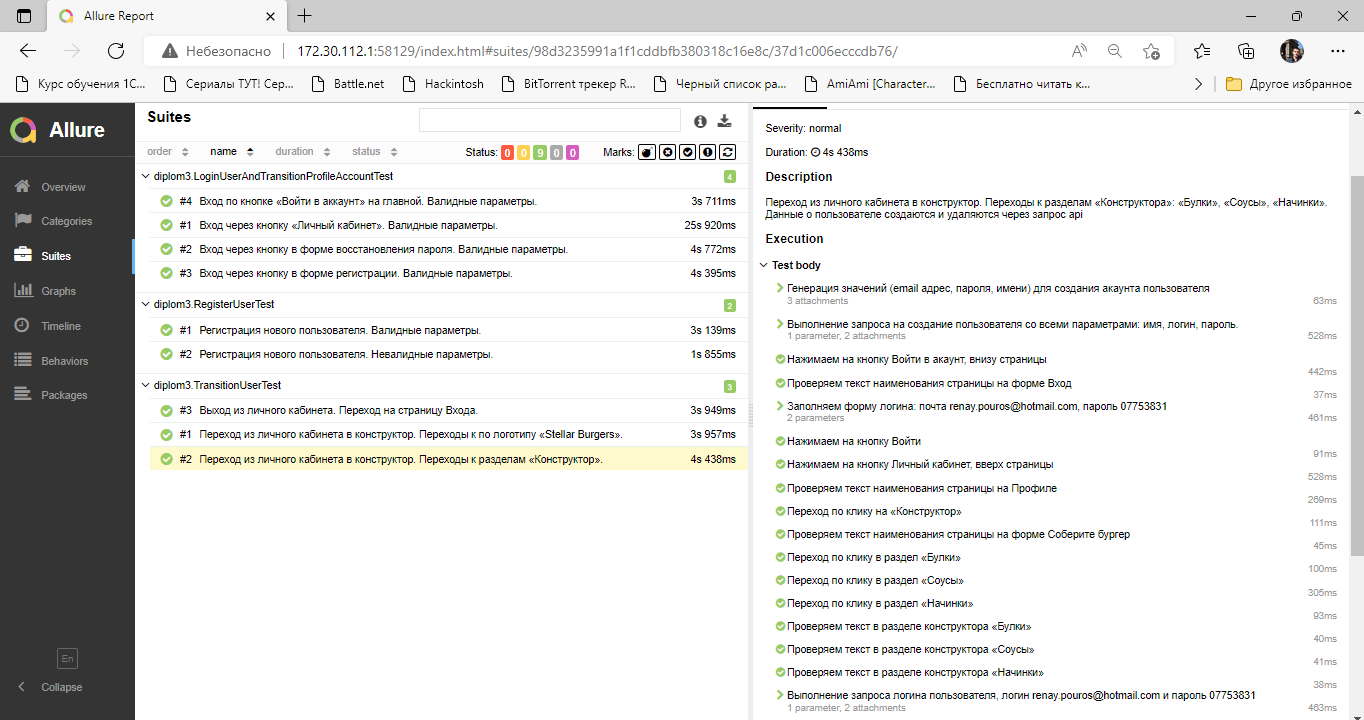 Allure Report
Небезопасно
172.30.112.1:58129/index.html#suites/98d3235991a1f1cddbfb380318c16e8c/37d1c006ecccdb76/
Курс обучения 1С...
Сериалы ТУТ! Сер...
Battle.net
Hackintosh
BitTorrent трекер R...
Черный список ра...
AmiAmi [Character...
Бесплатно читать к...
Другое избранное
Allure
Overview
Categories
Suites
Graphs
Timeline
Behaviors
Packages
En
Collapse
Suites
order name duration status Status: 0 0 9 0 0 Marks:
diplom3.LoginUserAndTransitionProfileAccountTest 4
#4 Вход по кнопке «Войти в аккаунт» на главной. Валидные параметры. 3s 711ms
#1 Вход через кнопку «Личный кабинет». Валидные параметры. 25s 920ms
#2 Вход через кнопку в форме восстановления пароля. Валидные параметры. 4s 772ms
#3 Вход через кнопку в форме регистрации. Валидные параметры. 4s 395ms
diplom3.RegisterUserTest 2
#1 Регистрация нового пользователя. Валидные параметры. 3s 139ms
#2 Регистрация нового пользователя. Невалидные параметры. 1s 855ms
diplom3.TransitionUserTest 3
#3 Выход из личного кабинета. Переход на страницу Входа. 3s 949ms
#1 Переход из личного кабинета в конструктор. Переходы к по логотипу «Stellar Burgers». 3s 957ms
#2 Переход из личного кабинета в конструктор. Переходы к разделам «Конструктор». 4s 438ms
Severity: normal
Duration: 4s 438ms
Description
Переход из личного кабинета в конструктор. Переходы к разделам «Конструктора»: «Булки», «Соусы», «Начинки».
Данные о пользователе создаются и удаляются через запрос api
Execution
Test body
Генерация значений (email адрес, пароля, имени) для создания акаунта пользователя
3 attachments 63ms
Выполнение запроса на создание пользователя со всеми параметрами: имя, логин, пароль.
1 parameter, 2 attachments 528ms
Нажимаем на кнопку Войти в акаунт, внизу страницы
442ms
Проверяем текст наименования страницы на форме Вход
37ms
Заполняем форму логина: почта renay.pouros@hotmail.com, пароль 07753831
2 parameters 461ms
Нажимаем на кнопку Войти
91ms
Нажимаем на кнопку Личный кабинет, вверх страницы
528ms
Проверяем текст наименования страницы на Профиле
269ms
Переход по клику на «Конструктор»
111ms
Проверяем текст наименования страницы на форме Соберите бургер
45ms
Переход по клику в раздел «Булки»
100ms
Переход по клику в раздел «Соусы»
305ms
Переход по клику в раздел «Начинки»
93ms
Проверяем текст в разделе конструктора «Булки»
40ms
Проверяем текст в разделе конструктора «Соусы»
41ms
Проверяем текст в разделе конструктора «Начинки»
38ms
Выполнение запроса логина пользователя, логин renay.pouros@hotmail.com и пароль 07753831
1 parameter, 2 attachments 463ms